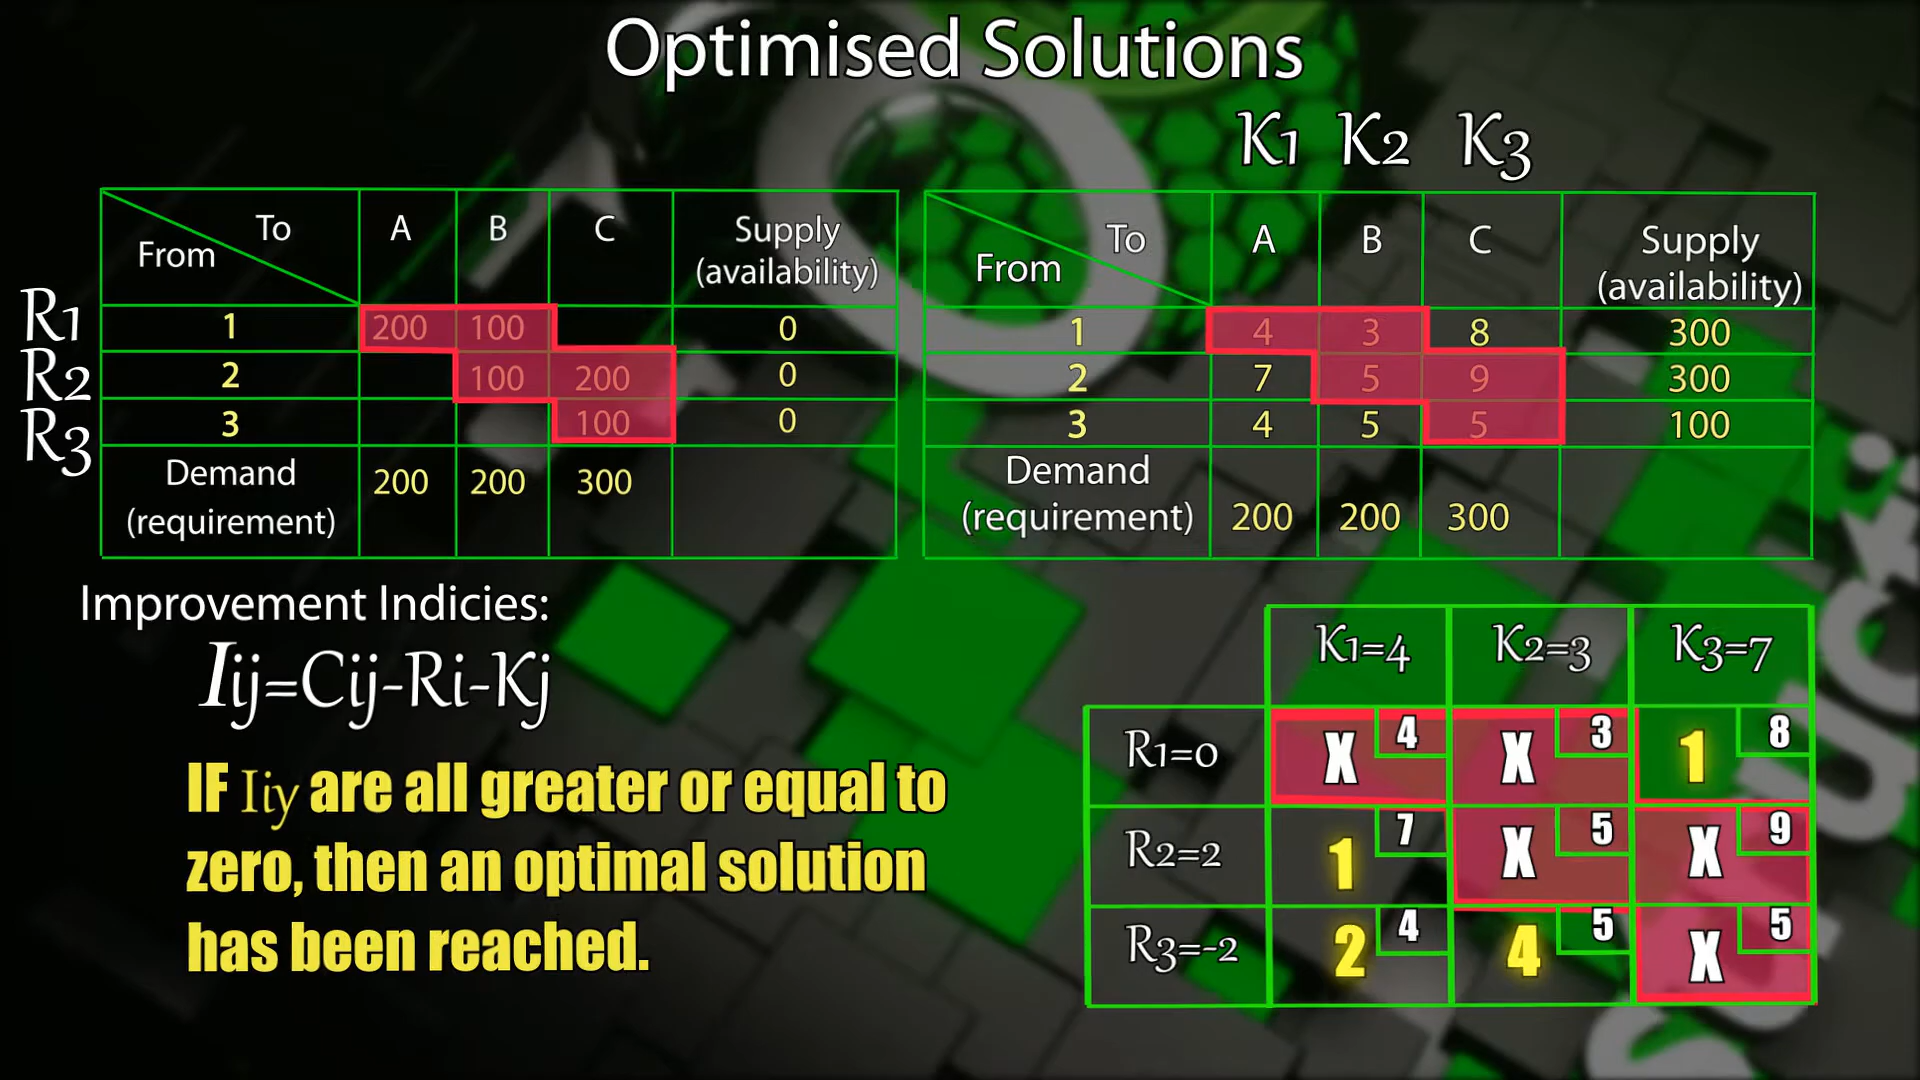 Optimised Solutions
K1 K2 K3
To A B C Supply
From (availability)
R1 1 200 100 0
R2 2 100 200 0
R3 3 100 0
Demand 200 200 300
(requirement)
To A B C Supply
From (availability)
1 4 3 8 300
2 7 5 9 300
3 4 5 5 100
Demand
(requirement) 200 200 300
Improvement Indicies:
Iij=Cij-Ri-Kj
IF Iiy are all greater or equal to
zero, then an optimal solution
has been reached.
K1=4 K2=3 K3=7
R1=0 X 4 X 3 1 8
R2=2 1 7 X 5 X 9
R3=-2 2 4 4 5 X 5